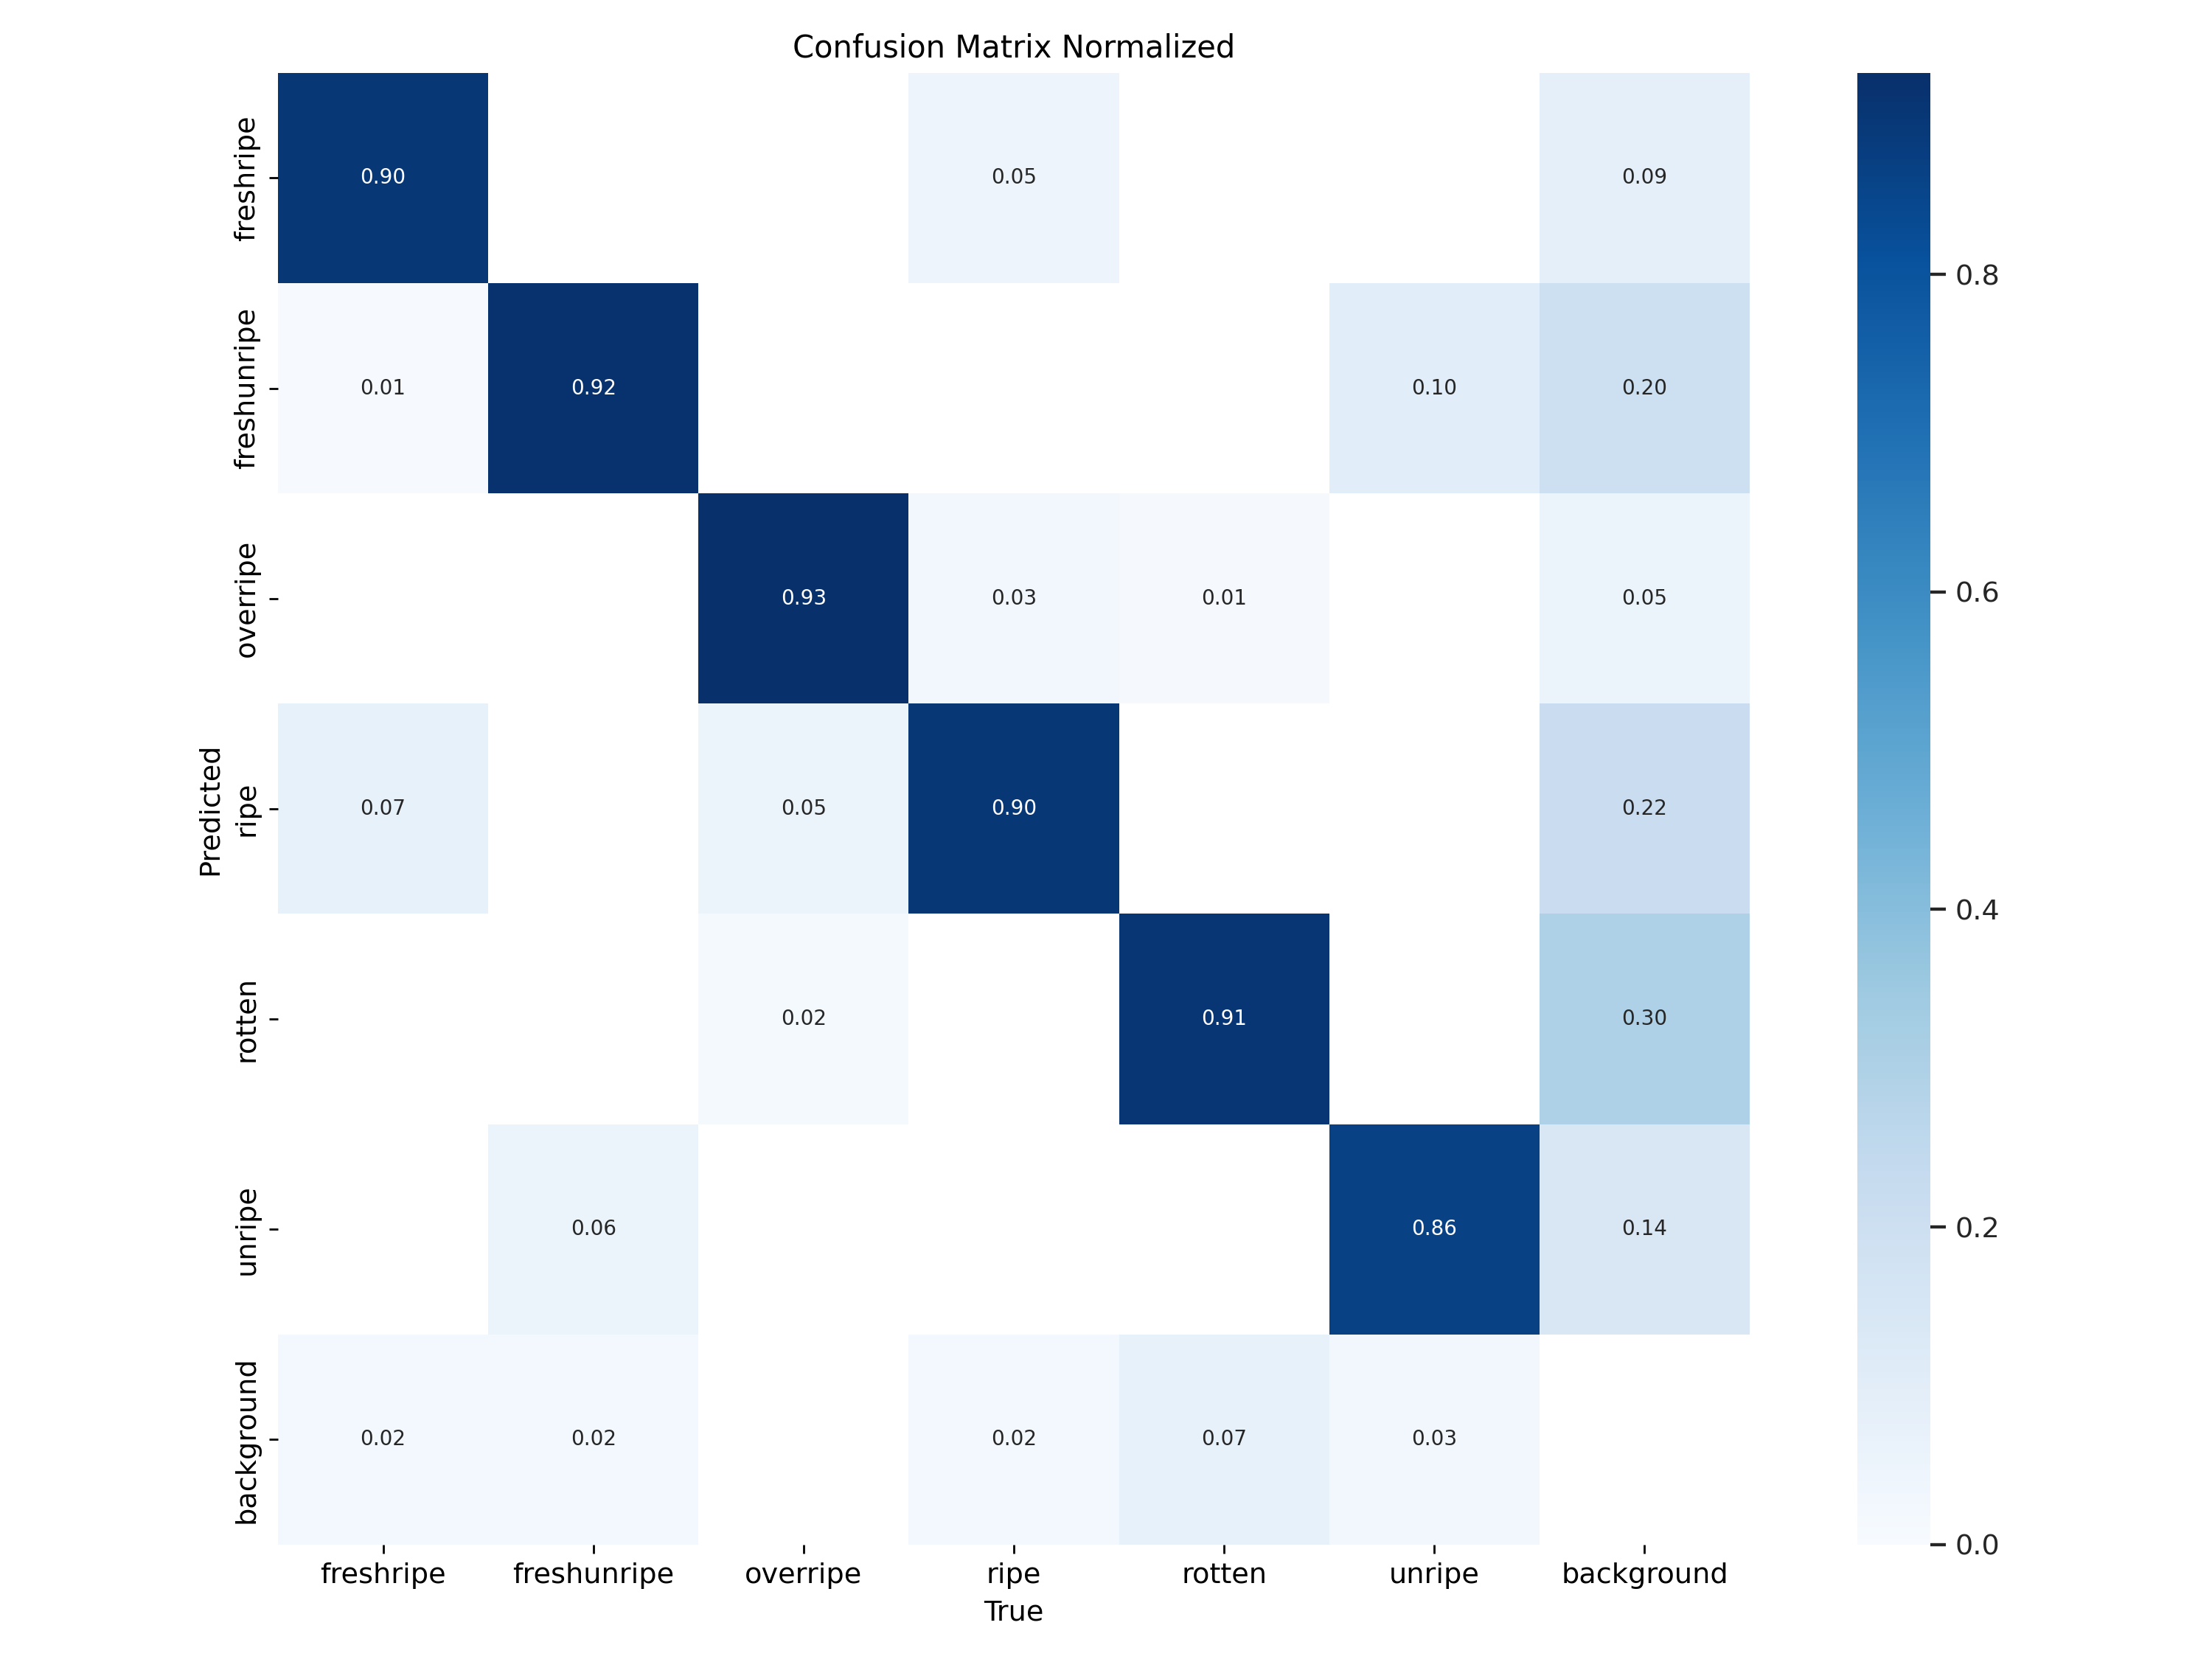 Confusion Matrix Normalized
freshripe
0.90
0.05
0.09
freshunripe
0.01
0.92
0.10
0.20
overripe
0.93
0.03
0.01
0.05
Predicted
ripe
0.07
0.05
0.90
0.22
rotten
0.02
0.91
0.30
unripe
0.06
0.86
0.14
background
0.02
0.02
0.02
0.07
0.03
freshripe
freshunripe
overripe
ripe
rotten
unripe
background
True
0.8
0.6
0.4
0.2
0.0